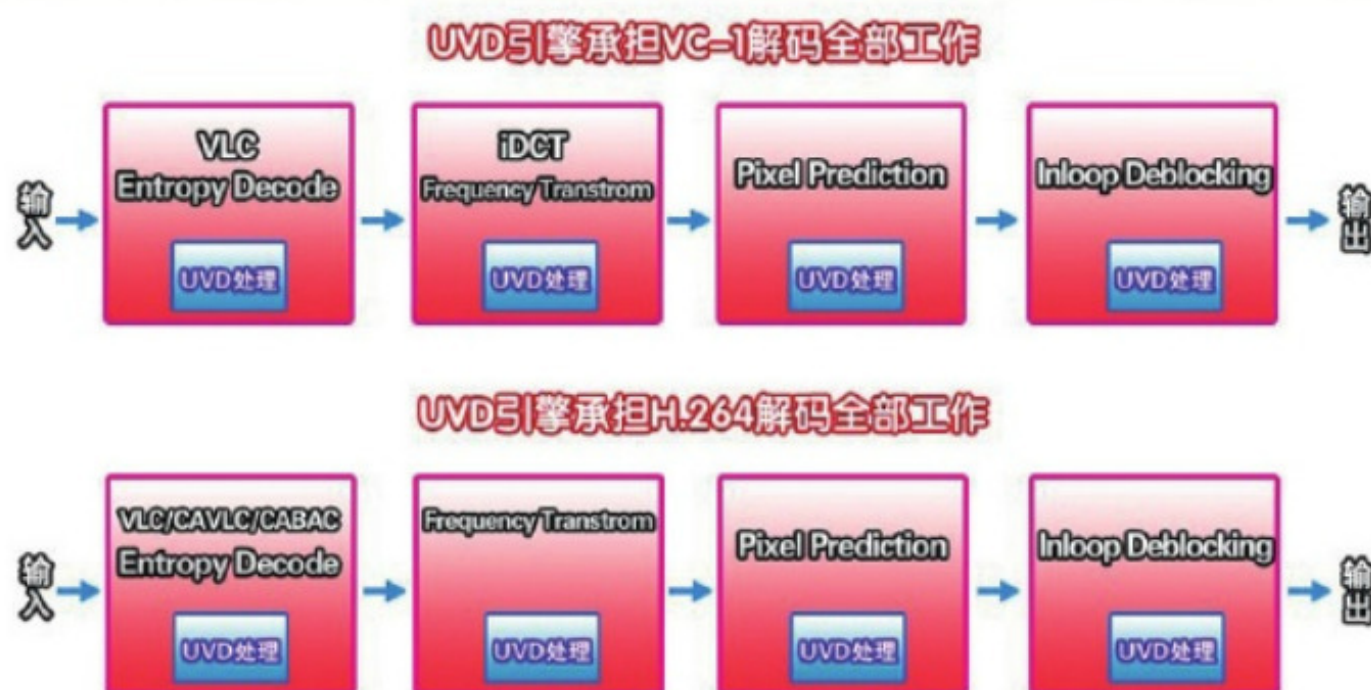 UVD引擎承担VC-1解码全部工作
输入
VLC
Entropy Decode
UVD处理
iDCT
Frequency Transtrom
UVD处理
Pixel Prediction
UVD处理
Inloop Deblocking
UVD处理
输出
UVD引擎承担H.264解码全部工作
输入
VLC/CAVLC/CABAC
Entropy Decode
UVD处理
Frequency Transtrom
UVD处理
Pixel Prediction
UVD处理
Inloop Deblocking
UVD处理
输出